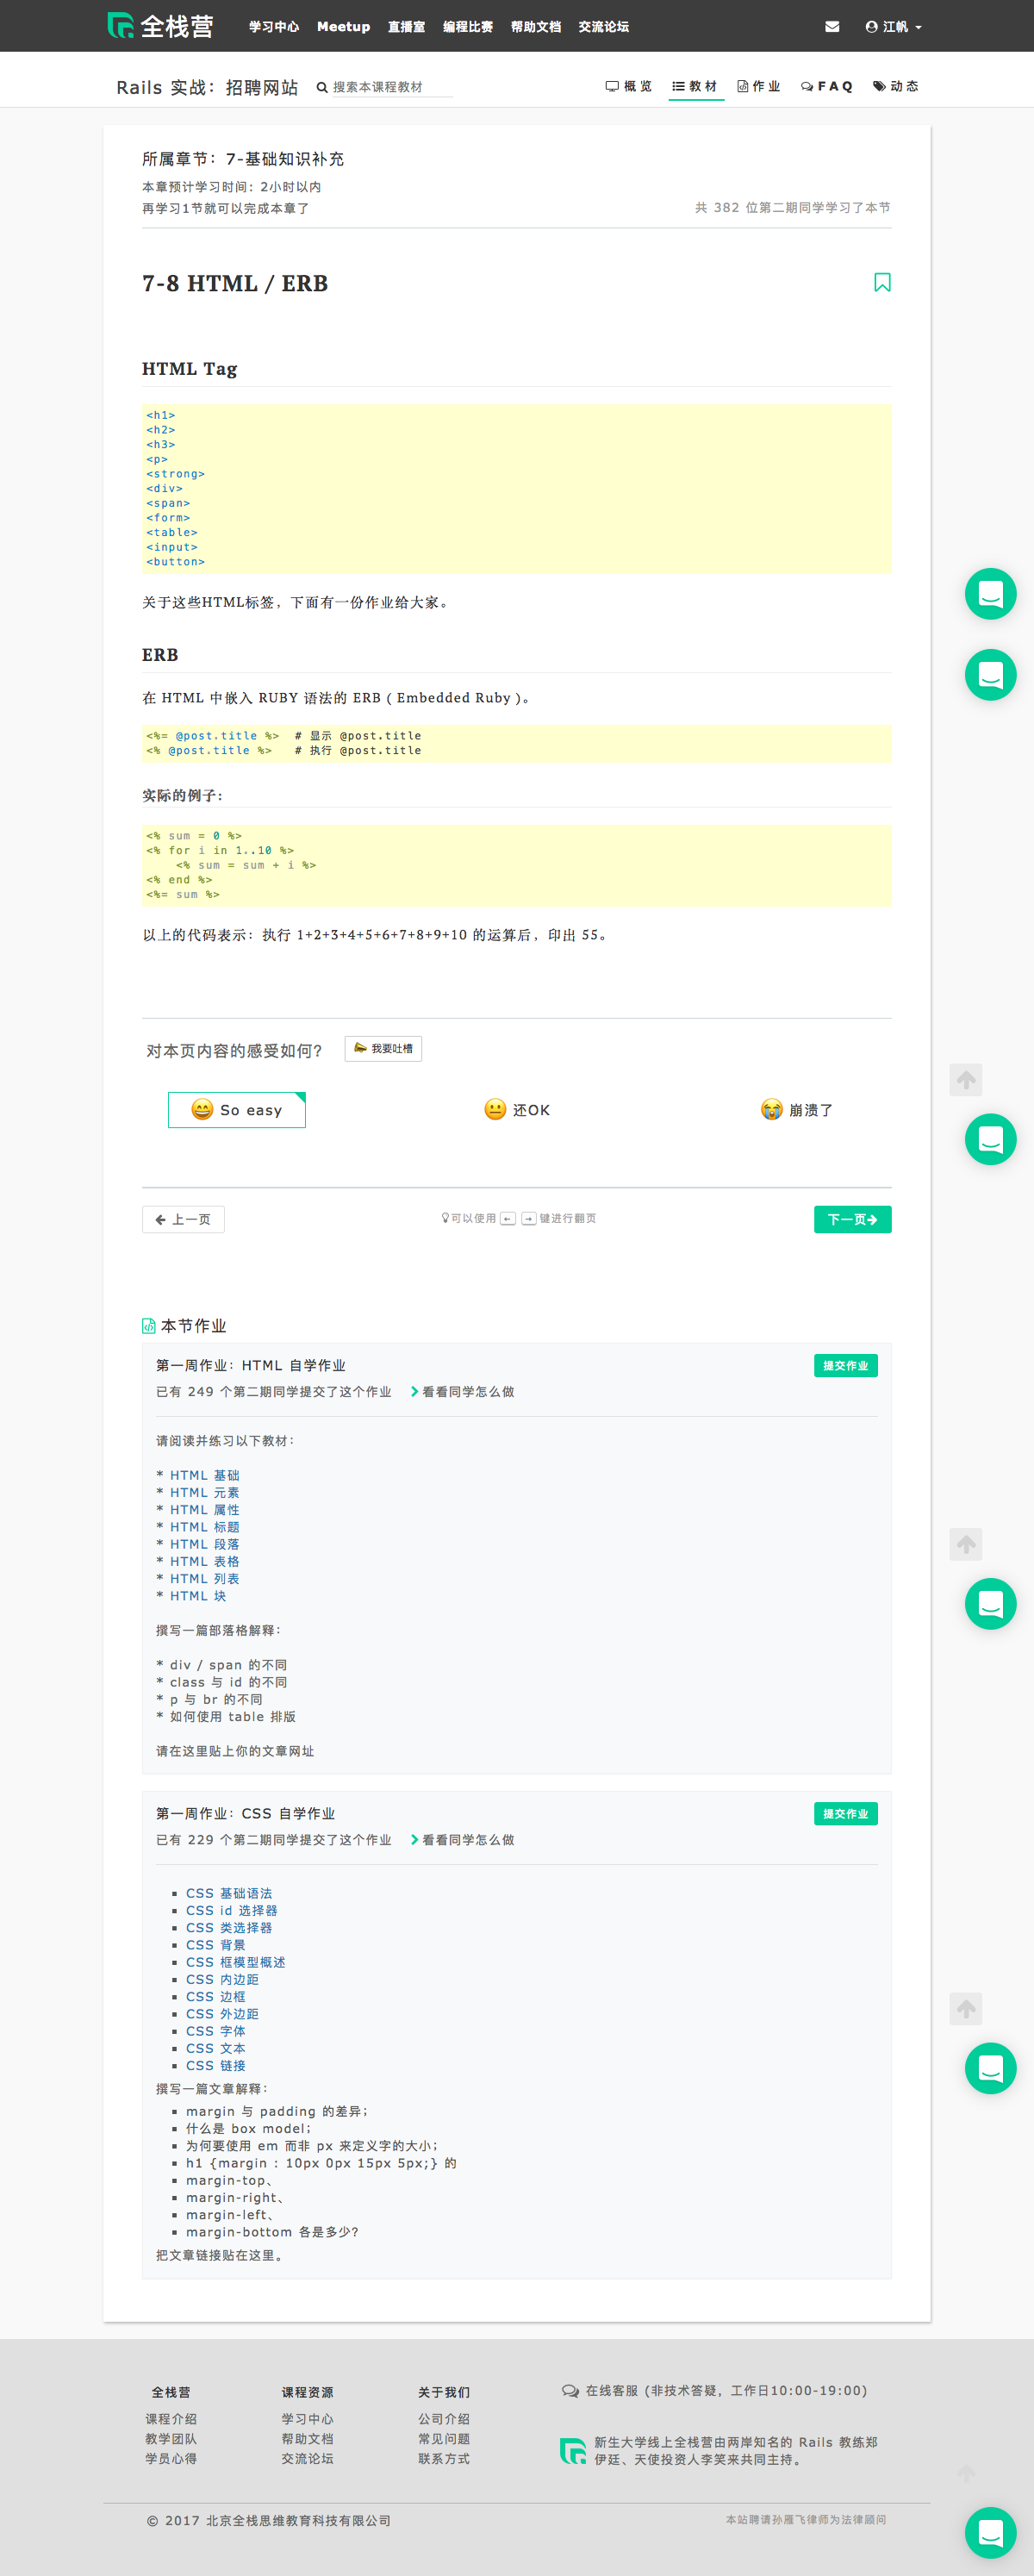 全栈营 学习中心 Meetup 直播室 编程比赛 帮助文档 交流论坛 江帆
Rails 实战：招聘网站 搜索本课程教材 概览 教材 作业 FAQ 动态
所属章节：7-基础知识补充
本章预计学习时间：2小时以内
再学习1节就可以完成本章了 共 382 位第二期同学学习了本节
7-8 HTML / ERB
HTML Tag
<h1>
<h2>
<h3>
<p>
<strong>
<div>
<span>
<form>
<table>
<input>
<button>
关于这些HTML标签，下面有一份作业给大家。
ERB
在 HTML 中嵌入 RUBY 语法的 ERB ( Embedded Ruby )。
<%= @post.title %>  # 显示 @post.title
<% @post.title %>   # 执行 @post.title
实际的例子：
<% sum = 0 %>
<% for i in 1..10 %>
    <% sum = sum + i %>
<% end %>
<%= sum %>
以上的代码表示：执行 1+2+3+4+5+6+7+8+9+10 的运算后，印出 55。
对本页内容的感受如何？ 我要吐槽
So easy 还OK 崩溃了
← 上一页 可以使用 ← → 键进行翻页 下一页→
本节作业
第一周作业：HTML 自学作业 提交作业
已有 249 个第二期同学提交了这个作业 看看同学怎么做
请阅读并练习以下教材：
* HTML 基础
* HTML 元素
* HTML 属性
* HTML 标题
* HTML 段落
* HTML 表格
* HTML 列表
* HTML 块
撰写一篇部落格解释：
* div / span 的不同
* class 与 id 的不同
* p 与 br 的不同
* 如何使用 table 排版
请在这里贴上你的文章网址
第一周作业：CSS 自学作业 提交作业
已有 229 个第二期同学提交了这个作业 看看同学怎么做
▪ CSS 基础语法
▪ CSS id 选择器
▪ CSS 类选择器
▪ CSS 背景
▪ CSS 框模型概述
▪ CSS 内边距
▪ CSS 边框
▪ CSS 外边距
▪ CSS 字体
▪ CSS 文本
▪ CSS 链接
撰写一篇文章解释：
▪ margin 与 padding 的差异；
▪ 什么是 box model；
▪ 为何要使用 em 而非 px 来定义字的大小；
▪ h1 {margin : 10px 0px 15px 5px;} 的
▪ margin-top、
▪ margin-right、
▪ margin-left、
▪ margin-bottom 各是多少？
把文章链接贴在这里。
全栈营 课程资源 关于我们 在线客服 (非技术答疑，工作日10:00-19:00)
课程介绍 学习中心 公司介绍
教学团队 帮助文档 常见问题 新生大学线上全栈营由两岸知名的 Rails 教练郑
学员心得 交流论坛 联系方式 伊廷、天使投资人李笑来共同主持。
© 2017 北京全栈思维教育科技有限公司 本站聘请孙雁飞律师为法律顾问